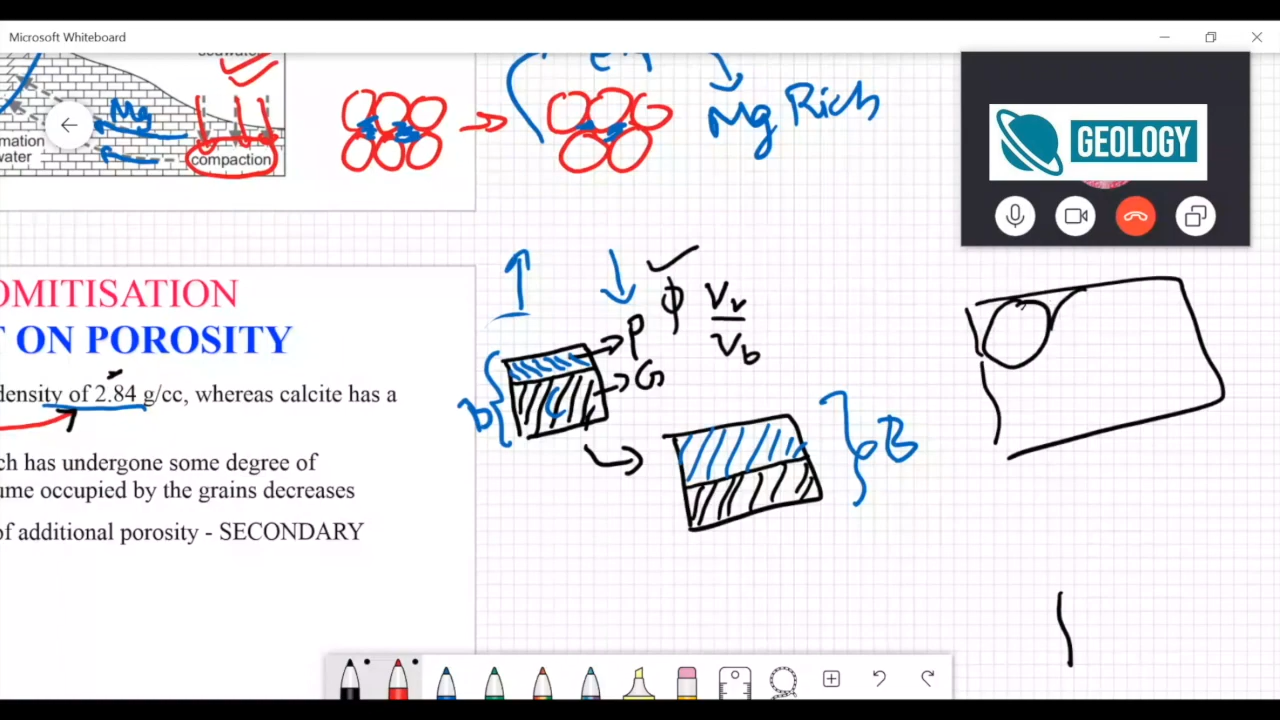 Microsoft Whiteboard
seawater
Mg
Mg Rich
mation
water
compaction
GEOLOGY
OMITISATION
T ON POROSITY
density of 2.84 g/cc, whereas calcite has a
ch has undergone some degree of
ume occupied by the grains decreases
of additional porosity - SECONDARY
ϕ Vv
Vb
P
G
b
C
B